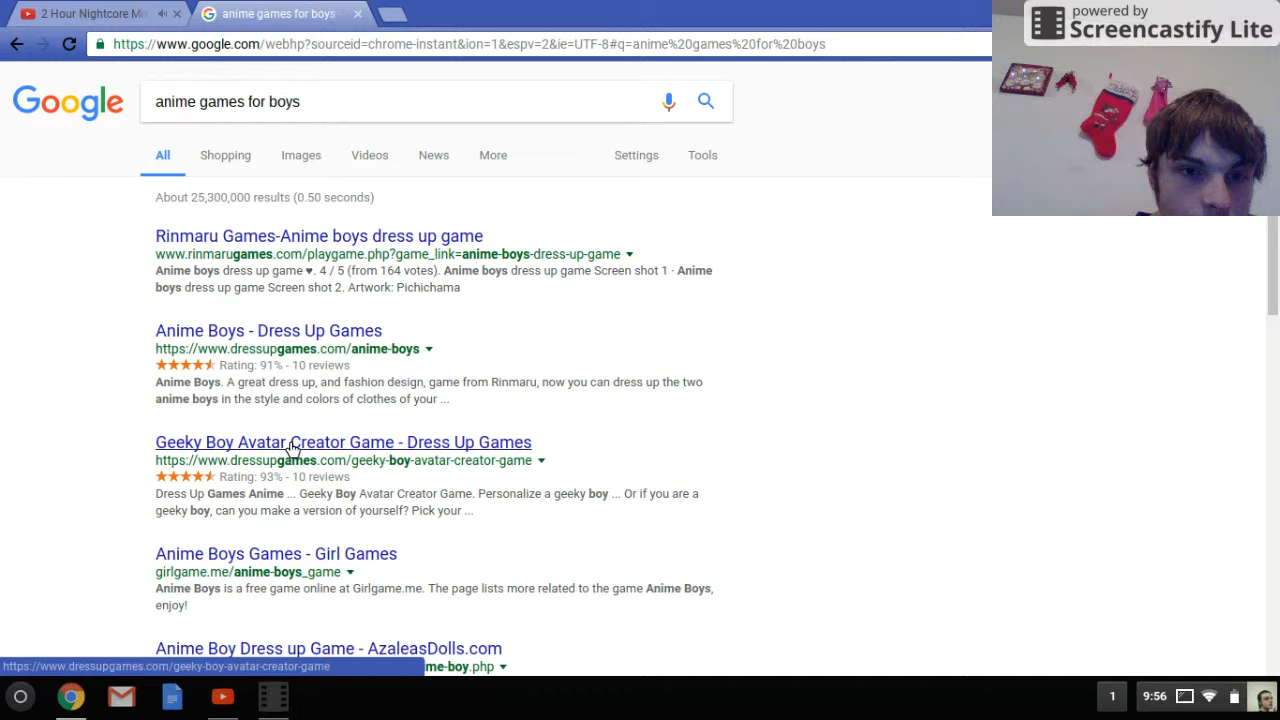 2 Hour Nightcore Mi
anime games for boys
powered by
Screencastify Lite
https://www.google.com/webhp?sourceid=chrome-instant&ion=1&espv=2&ie=UTF-8#q=anime%20games%20for%20boys
Google
anime games for boys
All Shopping Images Videos News More Settings Tools
About 25,300,000 results (0.50 seconds)
Rinmaru Games-Anime boys dress up game
www.rinmarugames.com/playgame.php?game_link=anime-boys-dress-up-game
Anime boys dress up game ♥. 4 / 5 (from 164 votes). Anime boys dress up game Screen shot 1 · Anime
boys dress up game Screen shot 2. Artwork: Pichichama
Anime Boys - Dress Up Games
https://www.dressupgames.com/anime-boys
Rating: 91% - 10 reviews
Anime Boys. A great dress up, and fashion design, game from Rinmaru, now you can dress up the two
anime boys in the style and colors of clothes of your ...
Geeky Boy Avatar Creator Game - Dress Up Games
https://www.dressupgames.com/geeky-boy-avatar-creator-game
Rating: 93% - 10 reviews
Dress Up Games Anime ... Geeky Boy Avatar Creator Game. Personalize a geeky boy ... Or if you are a
geeky boy, can you make a version of yourself? Pick your ...
Anime Boys Games - Girl Games
girlgame.me/anime-boys_game
Anime Boys is a free game online at Girlgame.me. The page lists more related to the game Anime Boys,
enjoy!
Anime Boy Dress up Game - AzaleasDolls.com
https://www.dressupgames.com/geeky-boy-avatar-creator-game
me-boy.php
1 9:56